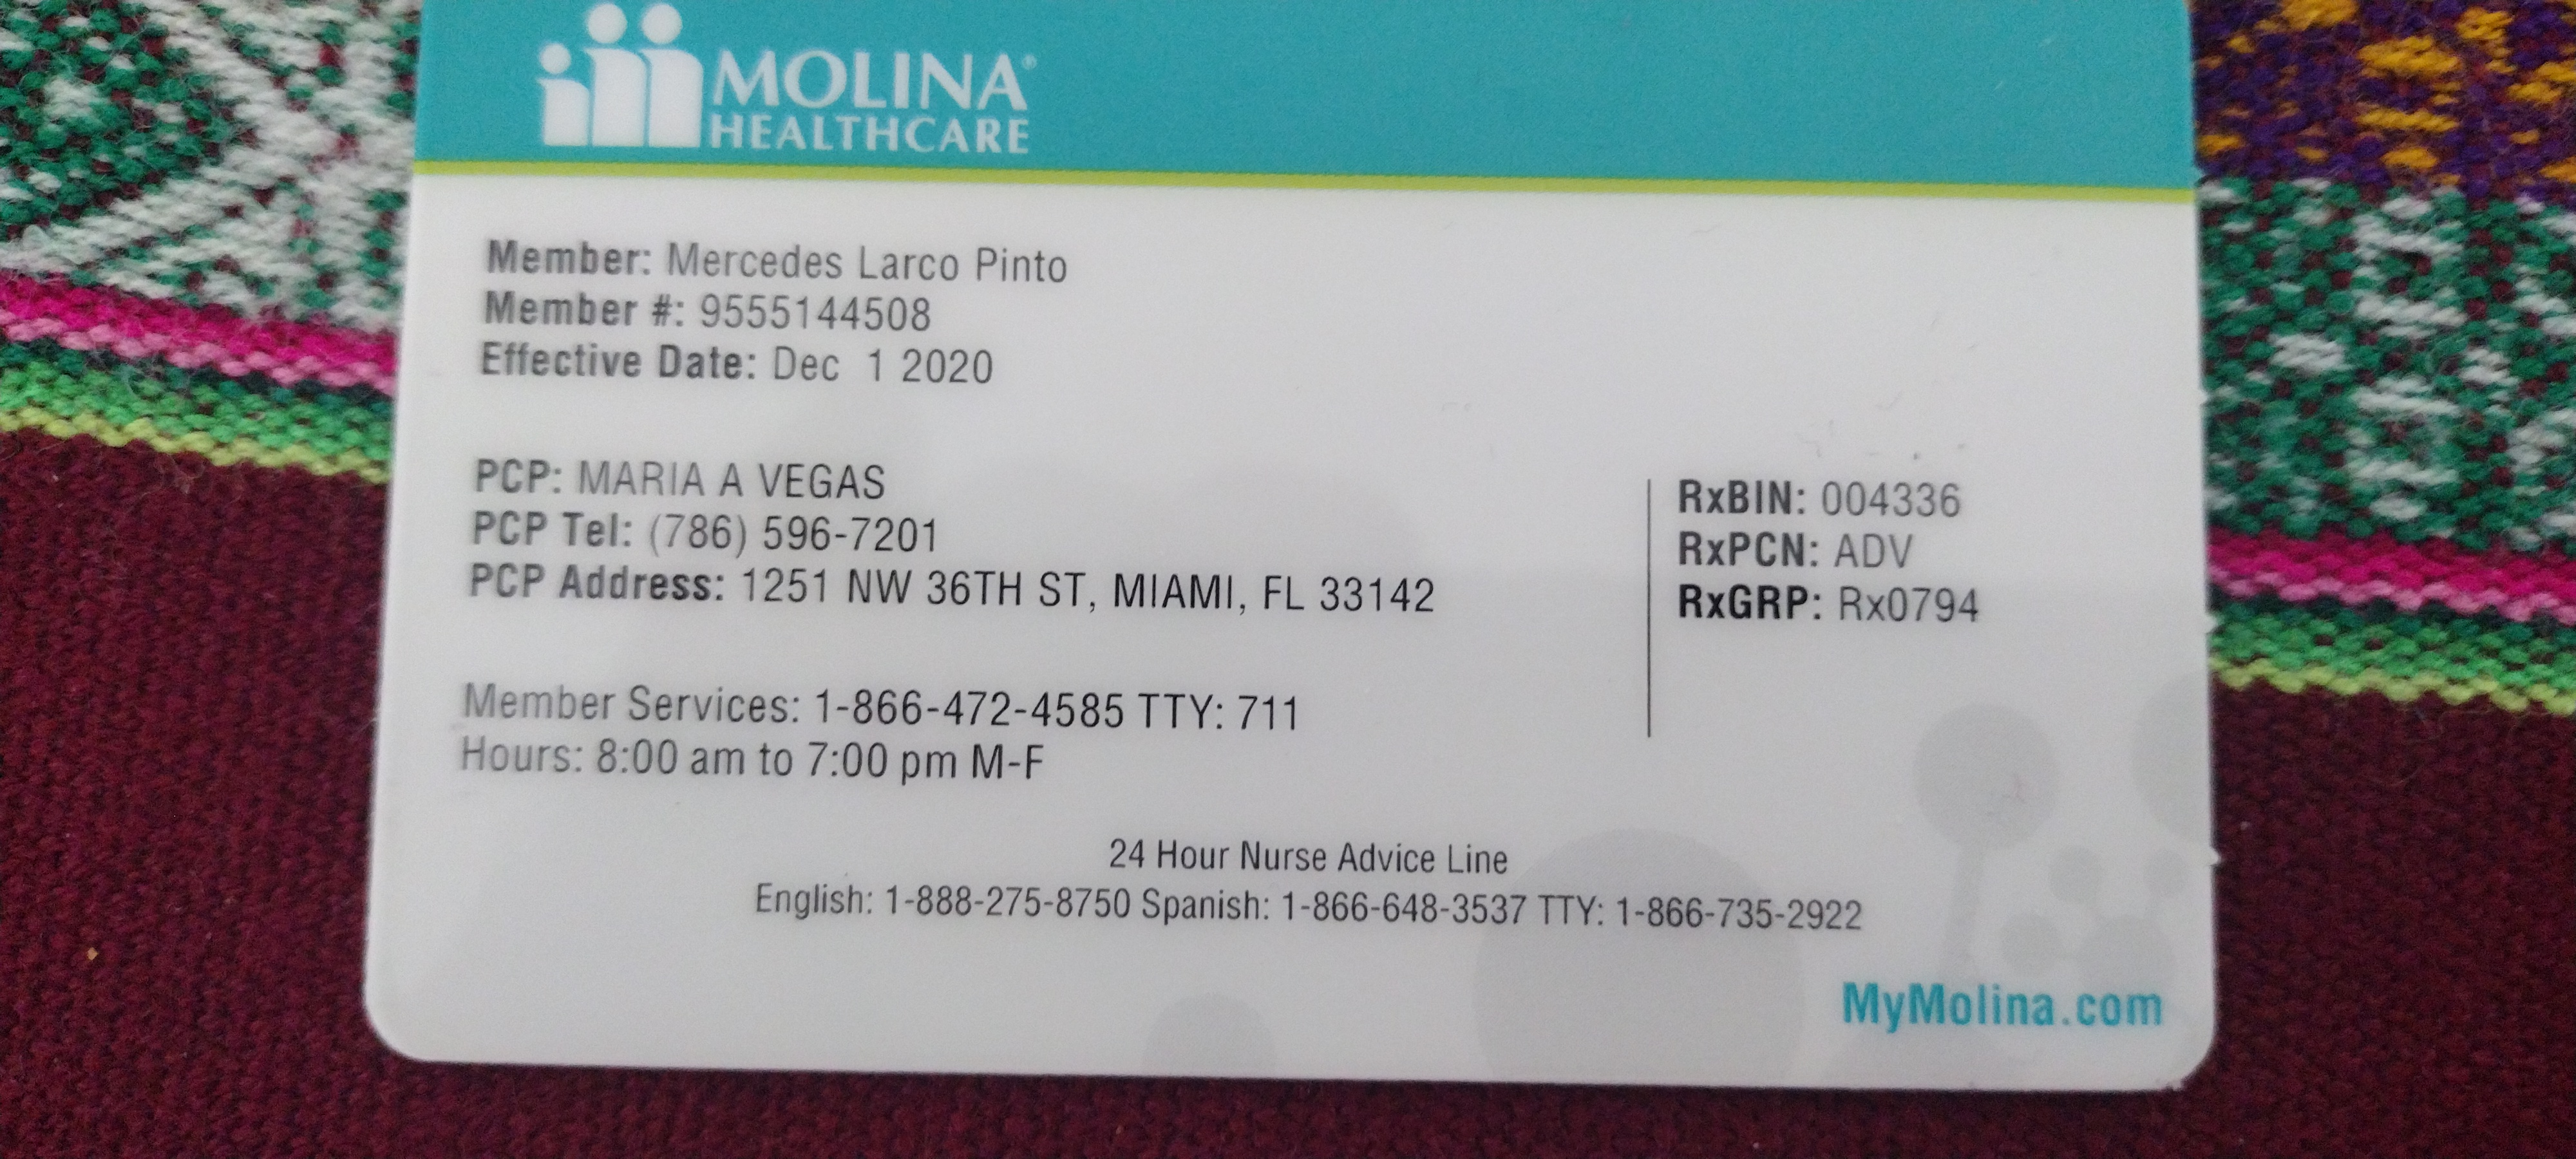 MOLINA®
HEALTHCARE
Member: Mercedes Larco Pinto
Member #: 9555144508
Effective Date: Dec 1 2020
PCP: MARIA A VEGAS
PCP Tel: (786) 596-7201
PCP Address: 1251 NW 36TH ST, MIAMI, FL 33142
RxBIN: 004336
RxPCN: ADV
RxGRP: Rx0794
Member Services: 1-866-472-4585 TTY: 711
Hours: 8:00 am to 7:00 pm M-F
24 Hour Nurse Advice Line
English: 1-888-275-8750 Spanish: 1-866-648-3537 TTY: 1-866-735-2922
MyMolina.com